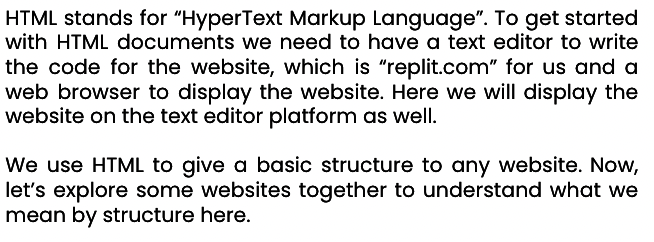 HTML stands for “HyperText Markup Language”. To get started
with HTML documents we need to have a text editor to write
the code for the website, which is “replit.com” for us and a
web browser to display the website. Here we will display the
website on the text editor platform as well.
We use HTML to give a basic structure to any website. Now,
let’s explore some websites together to understand what we
mean by structure here.